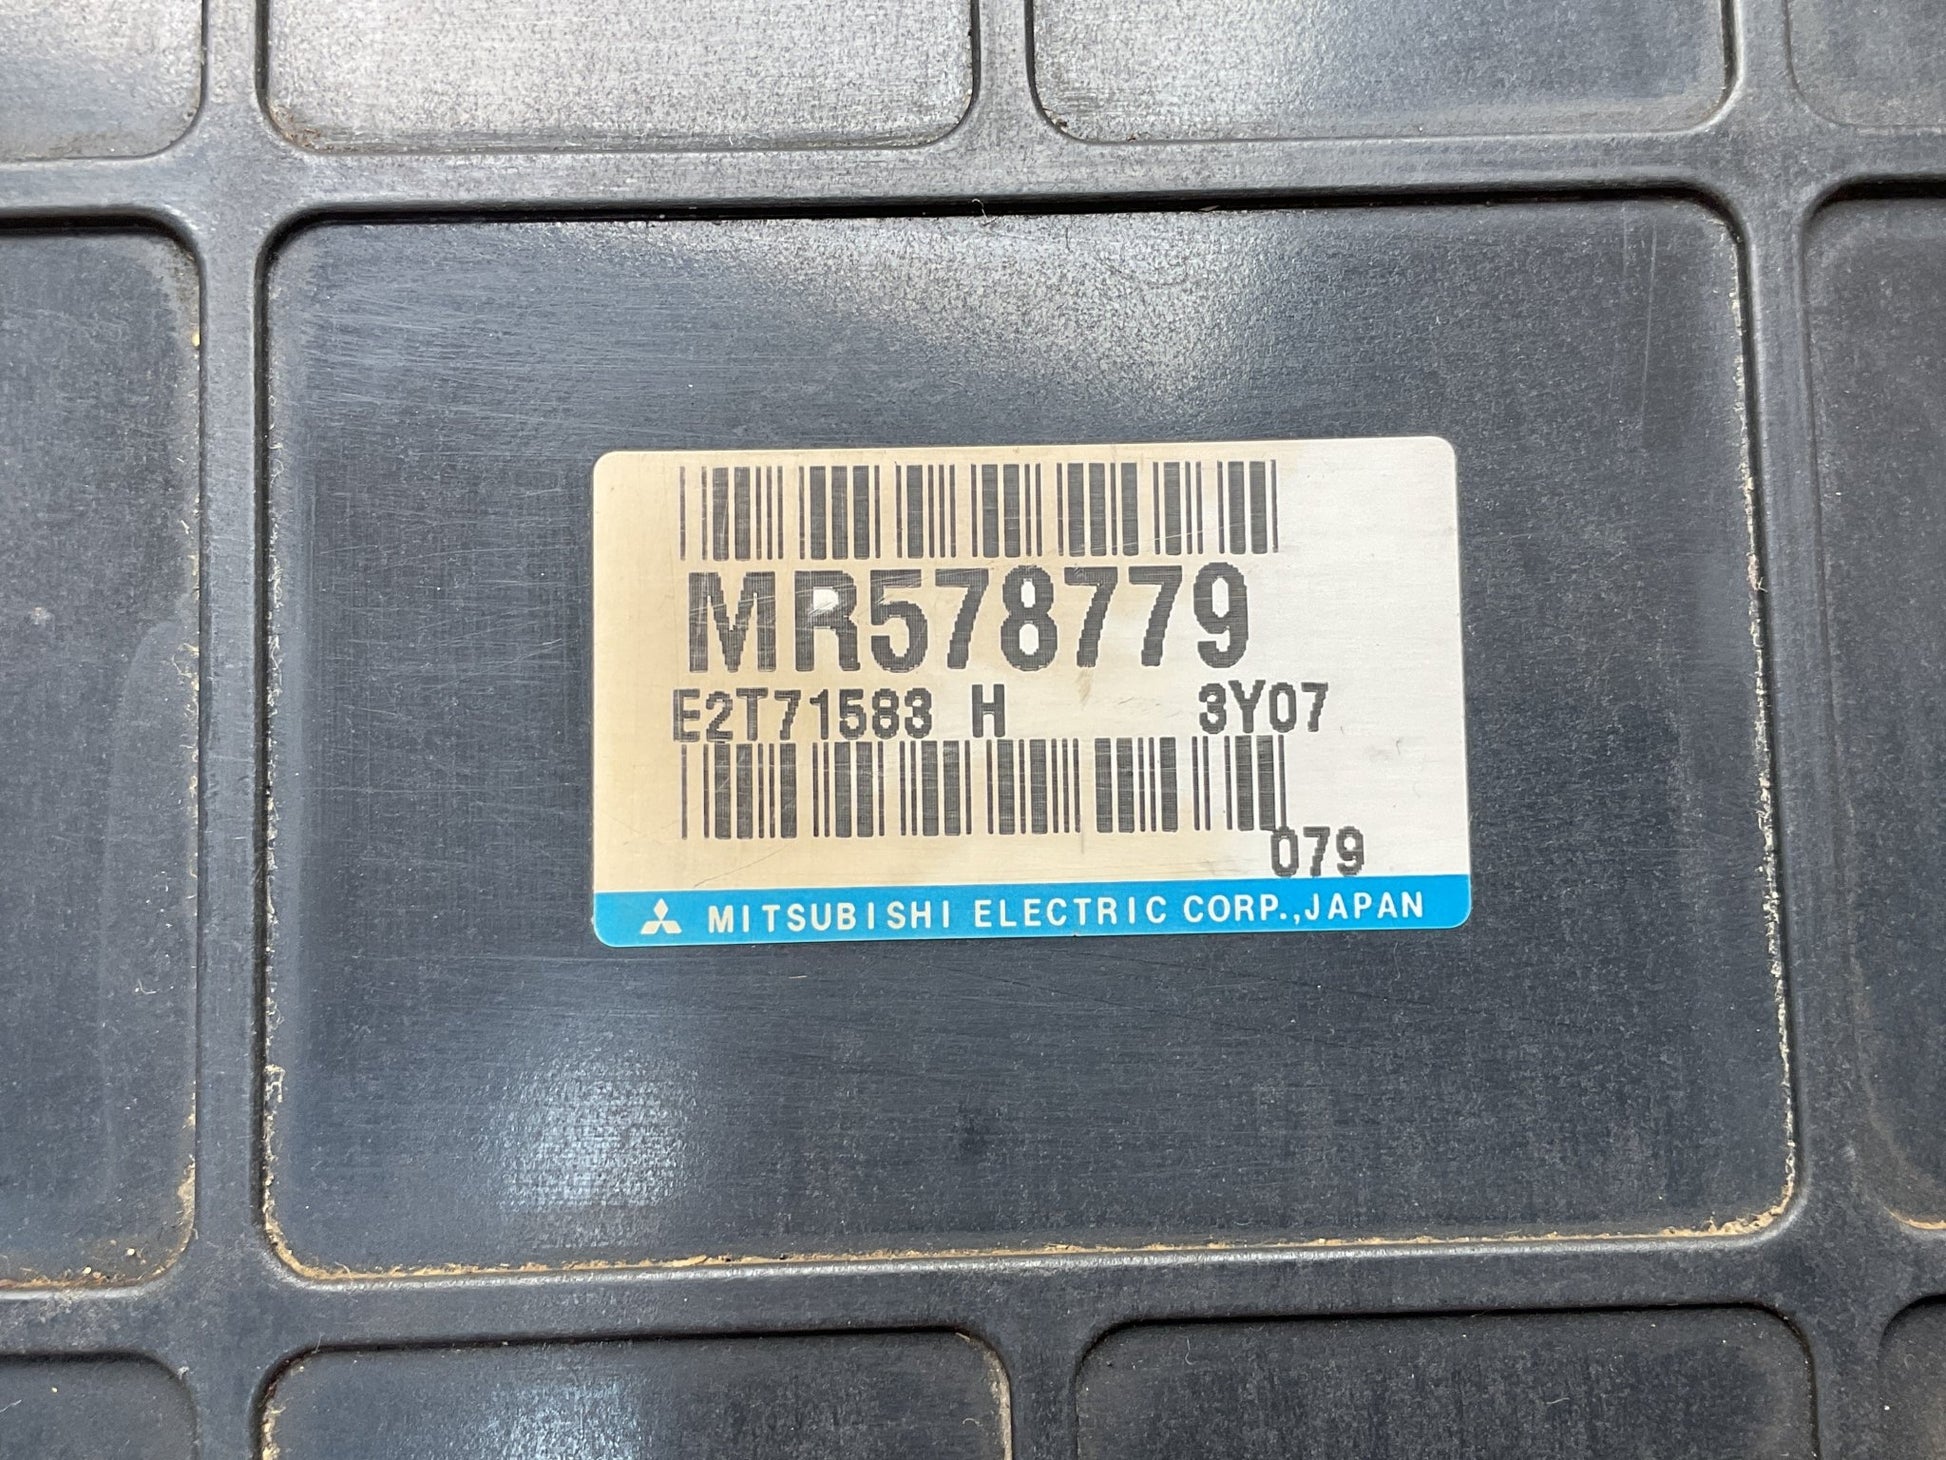 MR578779
E2T71583 H 3Y07
079
MITSUBISHI ELECTRIC CORP.,JAPAN